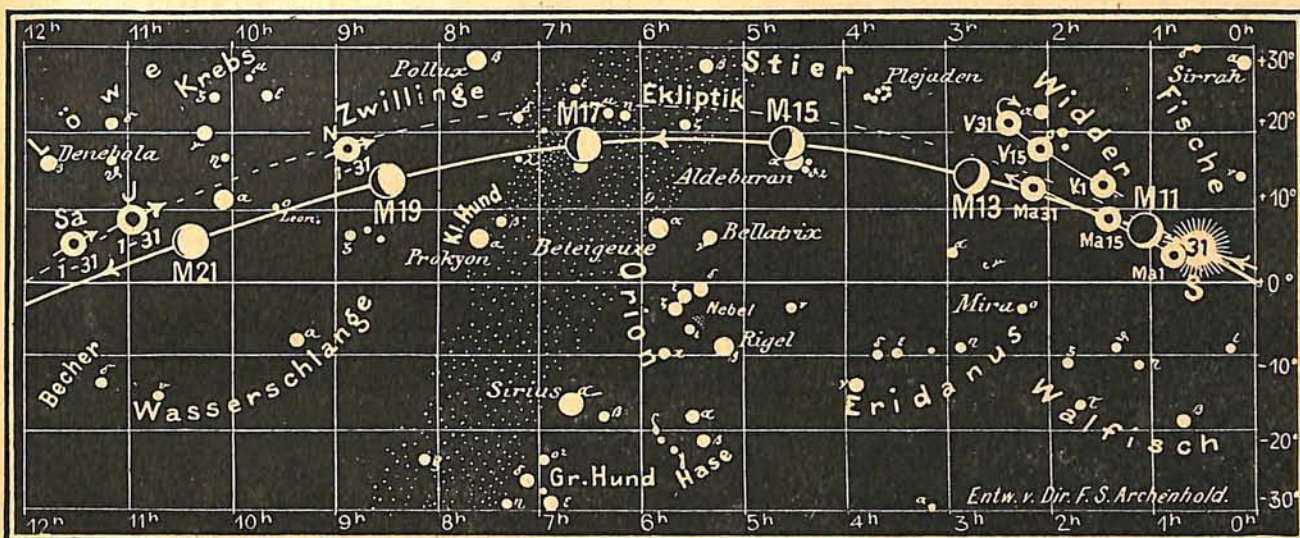 12h 11h 10h 9h 8h 7h 6h 5h 4h 3h 2h 1h 0h
+30°
+20°
+10°
0°
-10°
-20°
-30°
Löwe
Krebs
Denebola
Zwillinge
Pollux
Ekliptik
Stier
Plejaden
Widder
Fische
Sirrah
Sa
1-31
J
1-31
N
1-31
M21
M19
M17
M15
M13
M11
V31
V15
V1
Ma31
Ma15
Ma1
31
S
Aldebaran
Kl. Hund
Prokyon
Beteigeuze
Bellatrix
Orion
Nebel
Rigel
Mira
Becher
Wasserschlange
Sirius
Eridanus
Walfisch
Gr. Hund
Hase
Entw. v. Dir. F. S. Archenhold.
12h 11h 10h 9h 8h 7h 6h 5h 4h 3h 2h 1h 0h